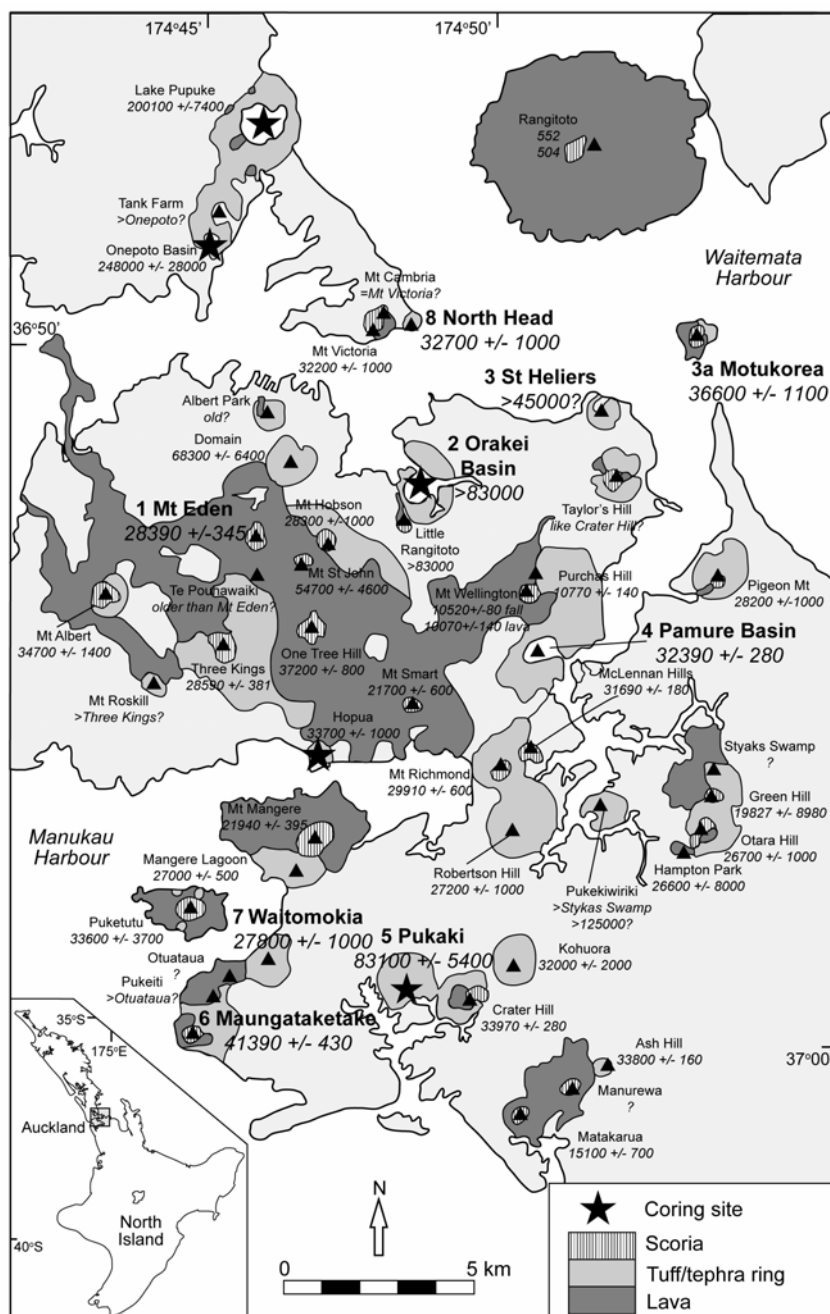 174°45'
174°50'
Lake Pupuke
200100 +/-7400
Rangitoto
552
504
Tank Farm
>Onepoto?
Onepoto Basin
248000 +/- 28000
Waitemata
Harbour
Mt Cambria
=Mt Victoria?
8 North Head
32700 +/- 1000
36°50'
Mt Victoria
32200 +/- 1000
3a Motukorea
36600 +/- 1100
3 St Heliers
>45000?
Albert Park
old?
Domain
68300 +/- 6400
2 Orakei
Basin
>83000
1 Mt Eden
28390 +/-345
Mt Hobson
28300 +/-1000
Taylor's Hill
like Crater Hill?
Little
Rangitoto
>83000
Mt St John
54700 +/- 4600
Te Pouhawaiki
older than Mt Eden?
Mt Wellington
10520+/-80 fall
10070+/-140 lava
Purchas Hill
10770 +/- 140
Pigeon Mt
28200 +/-1000
Mt Albert
34700 +/- 1400
4 Pamure Basin
32390 +/- 280
One Tree Hill
37200 +/- 800
Three Kings
28590 +/- 381
Mt Smart
21700 +/- 600
McLennan Hills
31690 +/- 180
Mt Roskill
>Three Kings?
Hopua
33700 +/- 1000
Styaks Swamp
?
Mt Richmond
29910 +/- 600
Green Hill
19827 +/- 8980
Mt Mangere
21940 +/- 395
Manukau
Harbour
Otara Hill
26700 +/- 1000
Mangere Lagoon
27000 +/- 500
Robertson Hill
27200 +/- 1000
Hampton Park
26600 +/- 8000
Pukekiwiriki
>Stykas Swamp
>125000?
Puketutu
33600 +/- 3700
7 Waitomokia
27800 +/- 1000
5 Pukaki
83100 +/- 5400
Kohuora
32000 +/- 2000
Otuataua
?
Pukeiti
>Otuataua?
6 Maungataketake
41390 +/- 430
Crater Hill
33970 +/- 280
37°00'
Ash Hill
33800 +/- 160
Manurewa
?
Matakarua
15100 +/- 700
35°S
175°E
Auckland
North
Island
40°S
N
0
5 km
Coring site
Scoria
Tuff/tephra ring
Lava